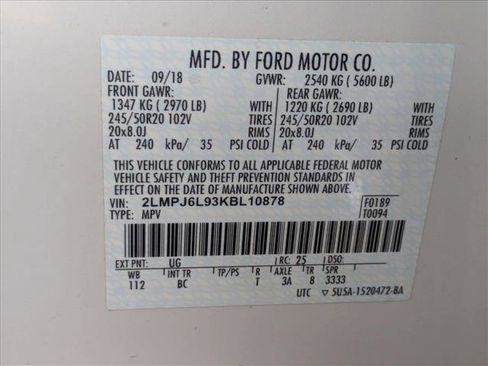 MFD. BY FORD MOTOR CO.
DATE: 09/18 GVWR: 2540 KG ( 5600 LB)
FRONT GAWR: REAR GAWR:
1347 KG ( 2970 LB) WITH 1220 KG ( 2690 LB) WITH
245/50R20 102V TIRES 245/50R20 102V TIRES
20x8.0J RIMS 20x8.0J RIMS
AT 240 kPa/ 35 PSI COLD AT 240 kPa/ 35 PSI COLD
THIS VEHICLE CONFORMS TO ALL APPLICABLE FEDERAL MOTOR
VEHICLE SAFETY AND THEFT PREVENTION STANDARDS IN
EFFECT ON THE DATE OF MANUFACTURE SHOWN ABOVE.
VIN: 2LMPJ6L93KBL10878 F0189
TYPE: MPV T0094
EXT PNT: UG RC: 25 DSO:
WB INT TR TP/PS R AXLE TR SPR
112 BC T 3A 8 3333
UTC ▽ 5U5A-1520472-BA